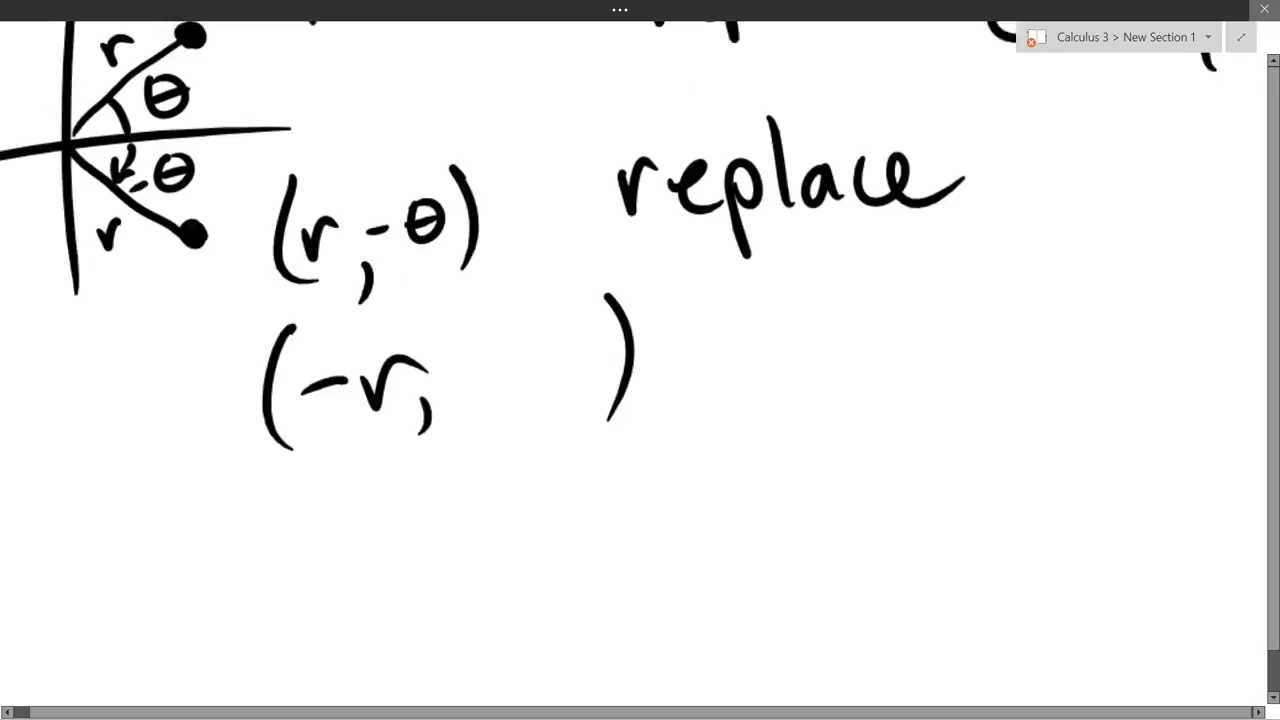 Calculus 3 > New Section 1
r
θ
-θ
r
(r, -θ) replace
(-r, )